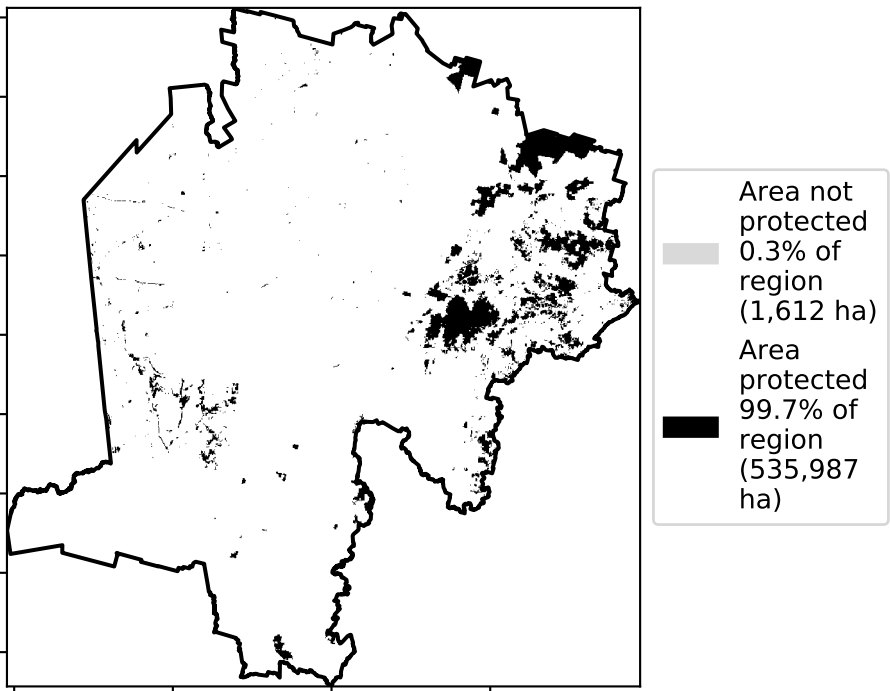 Area not
protected
0.3% of
region
(1,612 ha)
Area
protected
99.7% of
region
(535,987
ha)